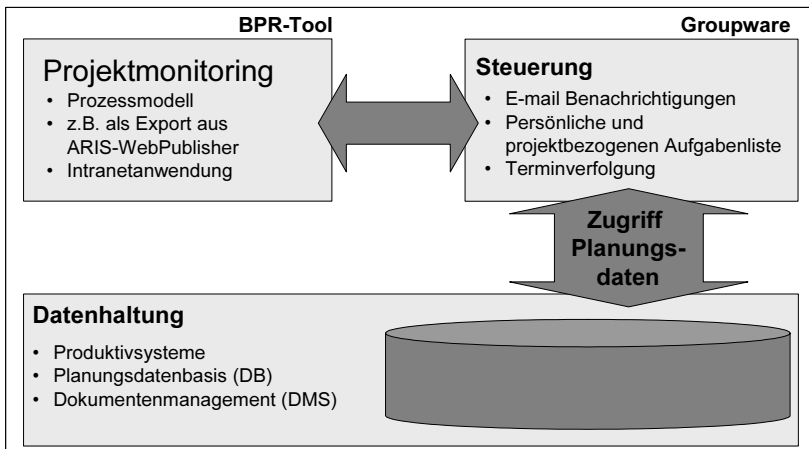 BPR-Tool
Projektmonitoring
• Prozessmodell
• z.B. als Export aus
ARIS-WebPublisher
• Intranetanwendung
Groupware
Steuerung
• E-mail Benachrichtigungen
• Persönliche und
projektbezogenen Aufgabenliste
• Terminverfolgung
Zugriff
Planungs-
daten
Datenhaltung
• Produktivsysteme
• Planungsdatenbasis (DB)
• Dokumentenmanagement (DMS)